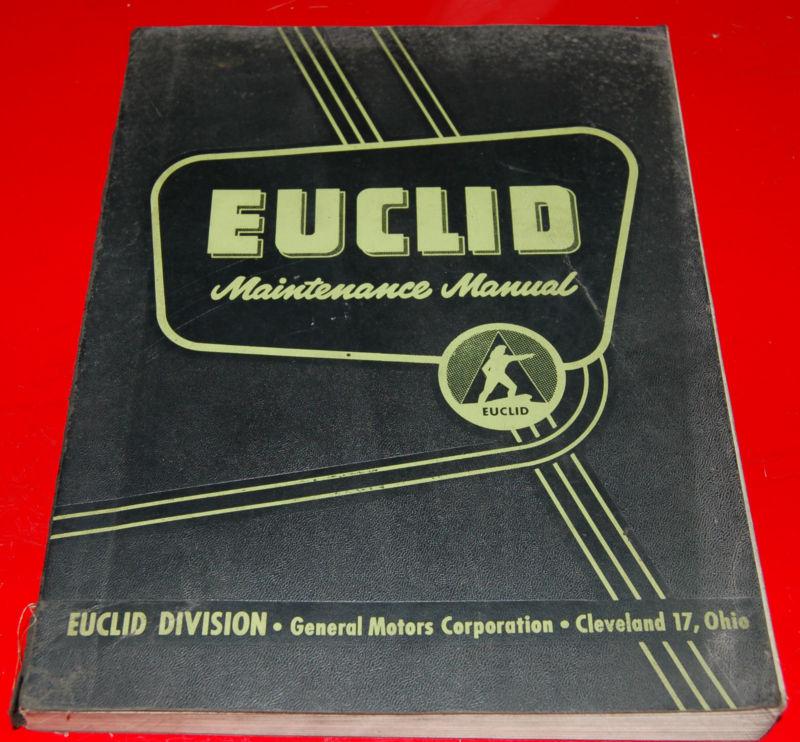 EUCLID
Maintenance Manual
EUCLID
EUCLID DIVISION • General Motors Corporation • Cleveland 17, Ohio